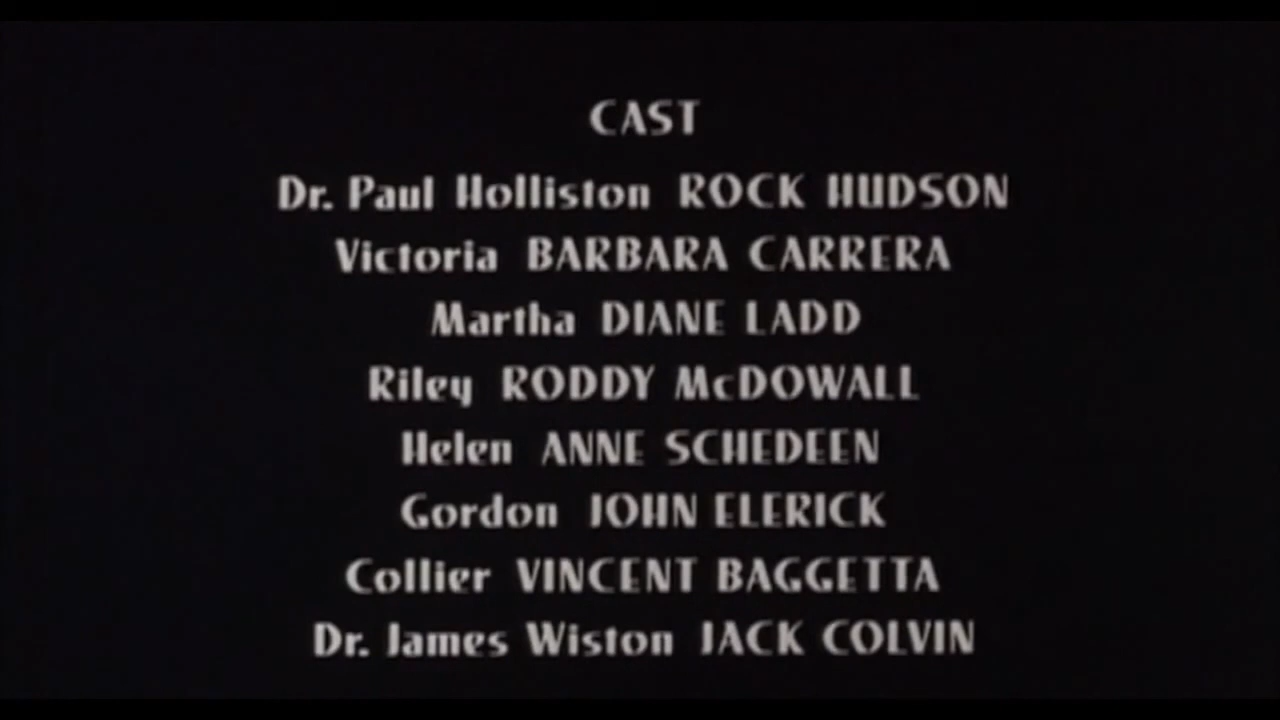 CAST
Dr. Paul Holliston ROCK HUDSON
Victoria BARBARA CARRERA
Martha DIANE LADD
Riley RODDY McDOWALL
Helen ANNE SCHEDEEN
Gordon JOHN ELERICK
Collier VINCENT BAGGETTA
Dr. James Wiston JACK COLVIN